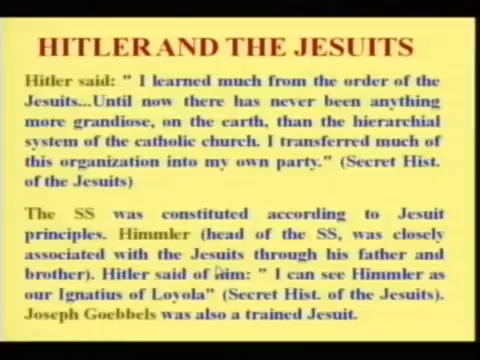 HITLER AND THE JESUITS
Hitler said: " I learned much from the order of the
Jesuits...Until now there has never been anything
more grandiose, on the earth, than the hierarchial
system of the catholic church. I transferred much of
this organization into my own party." (Secret Hist.
of the Jesuits)
The SS was constituted according to Jesuit
principles. Himmler (head of the SS, was closely
associated with the Jesuits through his father and
brother). Hitler said of him: " I can see Himmler as
our Ignatius of Loyola" (Secret Hist. of the Jesuits).
Joseph Goebbels was also a trained Jesuit.